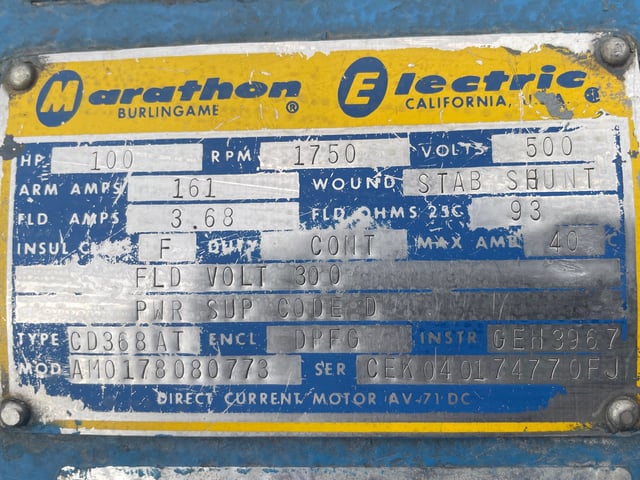 Marathon Electric
BURLINGAME ® CALIFORNIA, U.S.A.
HP 100 RPM 1750 VOLTS 500
ARM AMPS 161 WOUND STAB SHUNT
FLD AMPS 3.68 FLD OHMS 25C 93
INSUL CLASS F DUTY CONT MAX AMB 40 C
FLD VOLT 300
PWR SUP CODE D
TYPE CD368AT ENCL DPFG INSTR GEH3967
MOD AM0178080773 SER CEK040174770FJ
DIRECT CURRENT MOTOR AV-71 DC